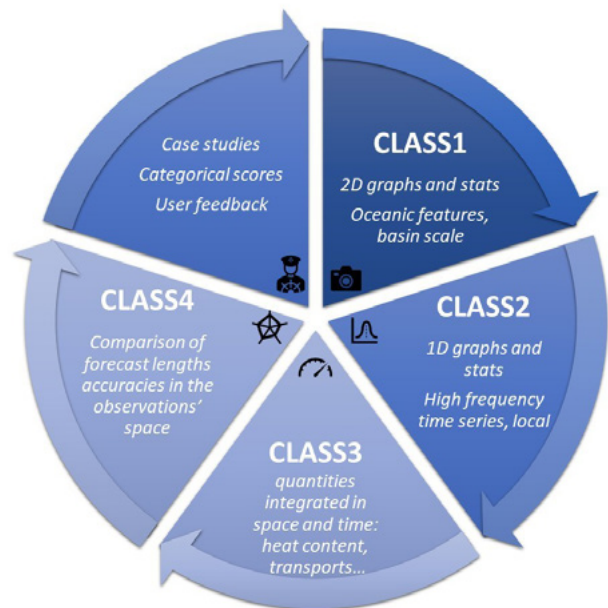 CLASS1
2D graphs and stats
Oceanic features,
basin scale
CLASS2
1D graphs and
stats
High frequency
time series, local
CLASS3
quantities
integrated in
space and time:
heat content,
transports...
CLASS4
Comparison of
forecast lengths
accuracies in the
observations'
space
Case studies
Categorical scores
User feedback